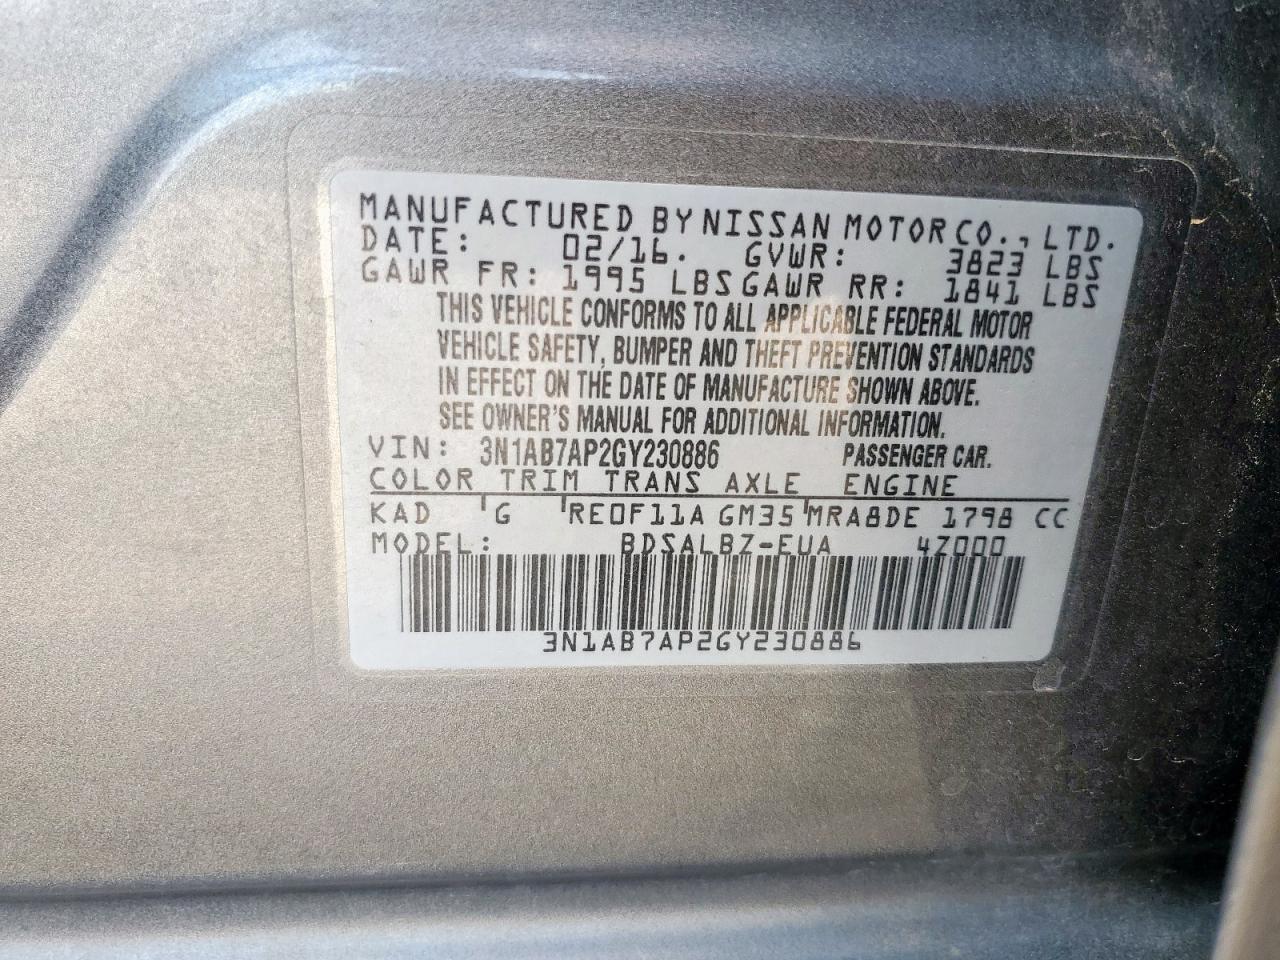 MANUFACTURED BY NISSAN MOTOR CO., LTD.
DATE: 02/16. GVWR: 3823 LBS
GAWR FR: 1995 LBS GAWR RR: 1841 LBS
THIS VEHICLE CONFORMS TO ALL APPLICABLE FEDERAL MOTOR
VEHICLE SAFETY, BUMPER AND THEFT PREVENTION STANDARDS
IN EFFECT ON THE DATE OF MANUFACTURE SHOWN ABOVE.
SEE OWNER'S MANUAL FOR ADDITIONAL INFORMATION.
VIN: 3N1AB7AP2GY230886 PASSENGER CAR.
COLOR TRIM TRANS AXLE ENGINE
KAD G RE0F11A GM35 MRA8DE 1798 CC
MODEL: BDSALBZ-EUA 4Z000
3N1AB7AP2GY230886